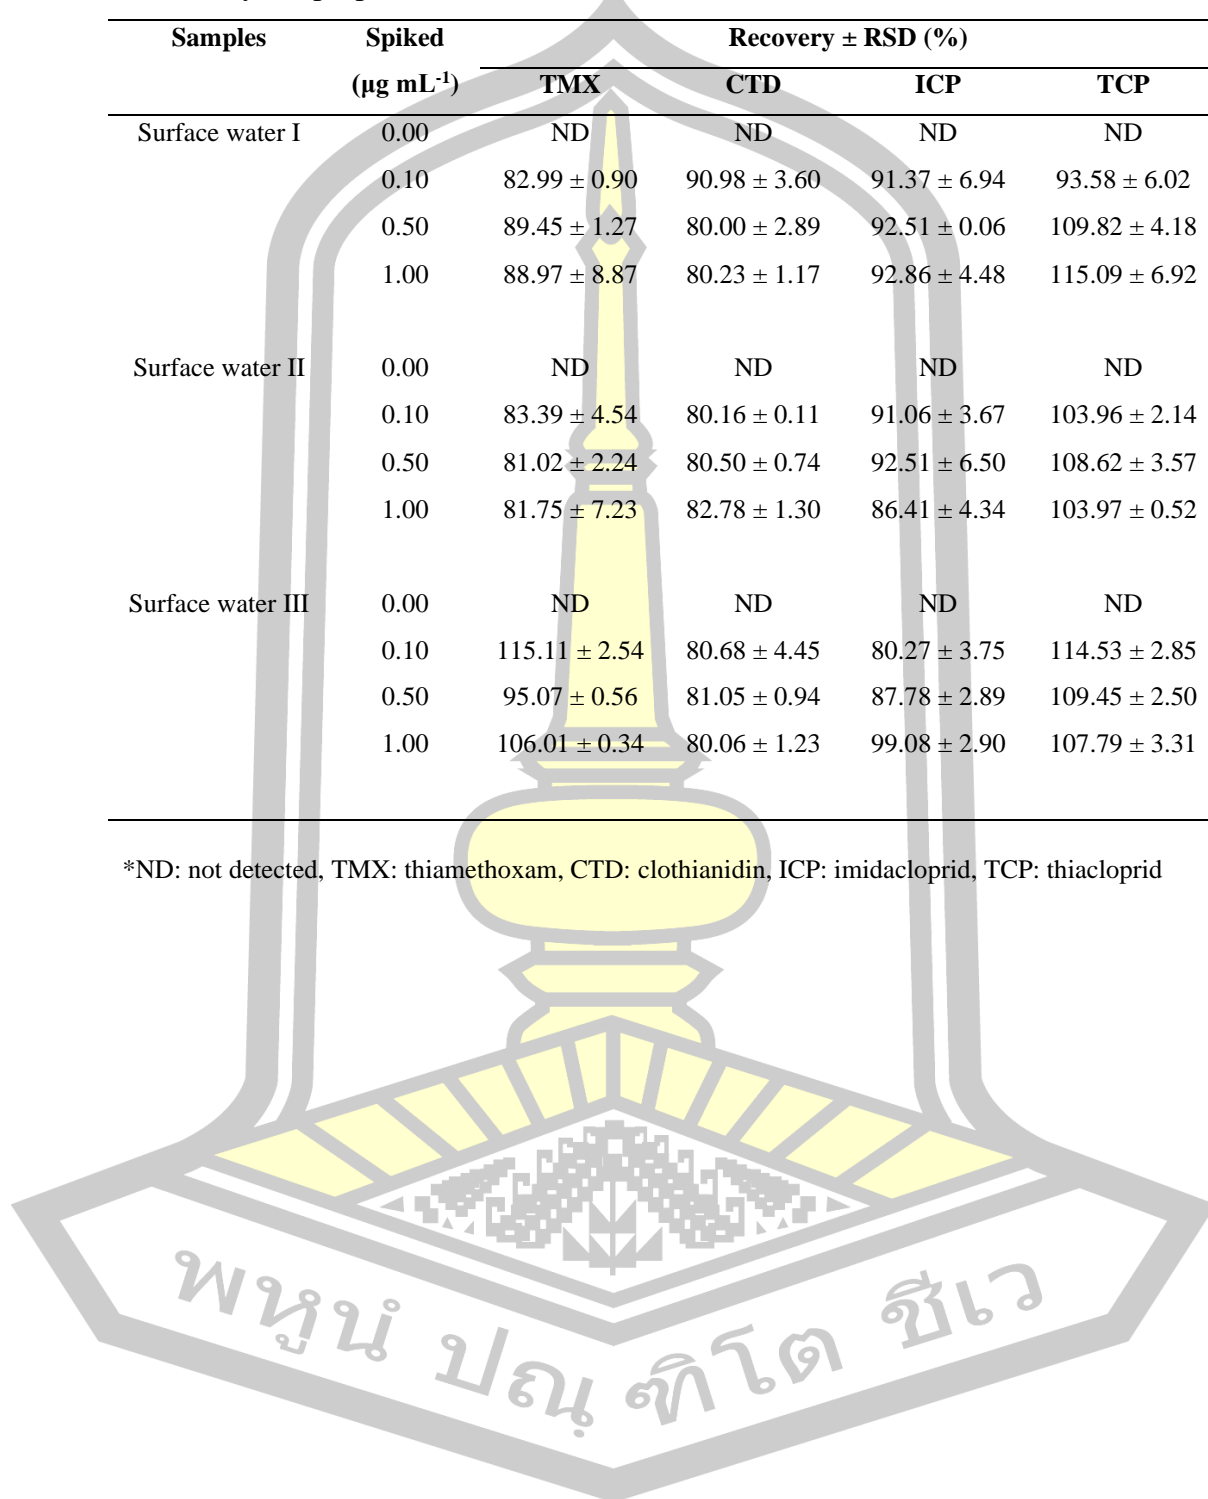 Samples Spiked Recovery ± RSD (%)
(µg mL-1) TMX CTD ICP TCP
Surface water I 0.00 ND ND ND ND
0.10 82.99 ± 0.90 90.98 ± 3.60 91.37 ± 6.94 93.58 ± 6.02
0.50 89.45 ± 1.27 80.00 ± 2.89 92.51 ± 0.06 109.82 ± 4.18
1.00 88.97 ± 8.87 80.23 ± 1.17 92.86 ± 4.48 115.09 ± 6.92
Surface water II 0.00 ND ND ND ND
0.10 83.39 ± 4.54 80.16 ± 0.11 91.06 ± 3.67 103.96 ± 2.14
0.50 81.02 ± 2.24 80.50 ± 0.74 92.51 ± 6.50 108.62 ± 3.57
1.00 81.75 ± 7.23 82.78 ± 1.30 86.41 ± 4.34 103.97 ± 0.52
Surface water III 0.00 ND ND ND ND
0.10 115.11 ± 2.54 80.68 ± 4.45 80.27 ± 3.75 114.53 ± 2.85
0.50 95.07 ± 0.56 81.05 ± 0.94 87.78 ± 2.89 109.45 ± 2.50
1.00 106.01 ± 0.34 80.06 ± 1.23 99.08 ± 2.90 107.79 ± 3.31
*ND: not detected, TMX: thiamethoxam, CTD: clothianidin, ICP: imidacloprid, TCP: thiacloprid
พหูนํ ปณฺฑิโต ชีเว